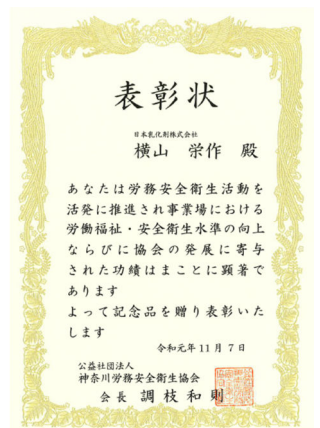 表彰状
日本乳化剤株式会社
横山 栄作 殿
あなたは労務安全衛生活動を
活発に推進され事業場における
労働福祉・安全衛生水準の向上
ならびに協会の発展に寄与
された功績はまことに顕著で
あります
よって記念品を贈り表彰いた
します
令和元年11月7日
公益社団法人
神奈川労務安全衛生協会
会長 調枝和則